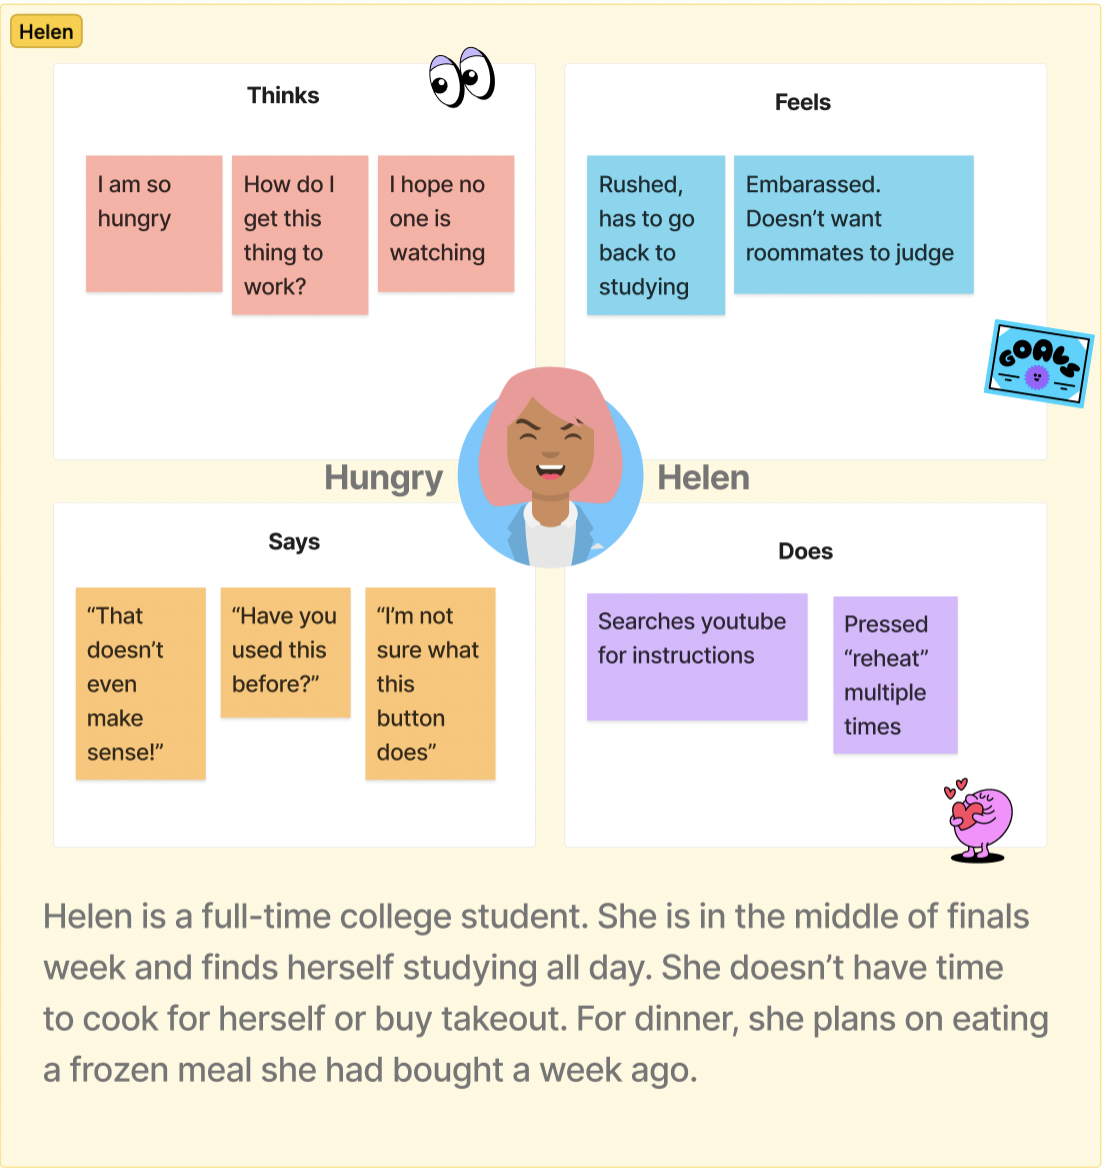 Helen
Thinks
I am so
hungry
How do I
get this
thing to
work?
I hope no
one is
watching
Feels
Rushed,
has to go
back to
studying
Embarassed.
Doesn’t want
roommates to judge
GOALS
Hungry
Helen
Says
“That
doesn’t
even
make
sense!”
“Have you
used this
before?”
“I’m not
sure what
this
button
does”
Does
Searches youtube
for instructions
Pressed
“reheat”
multiple
times
Helen is a full-time college student. She is in the middle of finals
week and finds herself studying all day. She doesn’t have time
to cook for herself or buy takeout. For dinner, she plans on eating
a frozen meal she had bought a week ago.